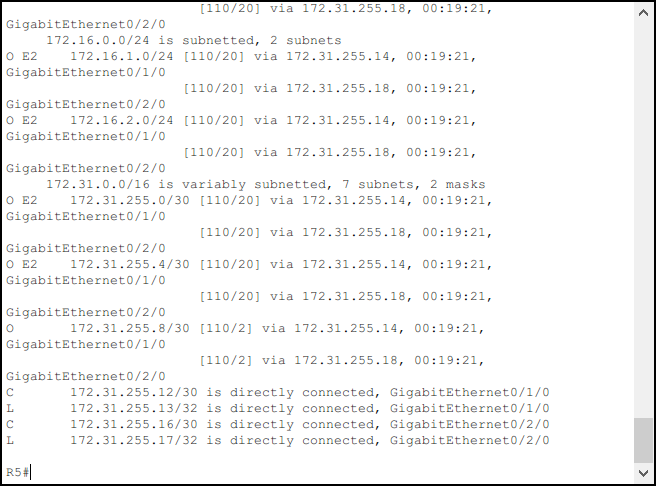 [110/20] via 172.31.255.18, 00:19:21,
GigabitEthernet0/2/0
172.16.0.0/24 is subnetted, 2 subnets
O E2 172.16.1.0/24 [110/20] via 172.31.255.14, 00:19:21,
GigabitEthernet0/1/0
[110/20] via 172.31.255.18, 00:19:21,
GigabitEthernet0/2/0
O E2 172.16.2.0/24 [110/20] via 172.31.255.14, 00:19:21,
GigabitEthernet0/1/0
[110/20] via 172.31.255.18, 00:19:21,
GigabitEthernet0/2/0
172.31.0.0/16 is variably subnetted, 7 subnets, 2 masks
O E2 172.31.255.0/30 [110/20] via 172.31.255.14, 00:19:21,
GigabitEthernet0/1/0
[110/20] via 172.31.255.18, 00:19:21,
GigabitEthernet0/2/0
O E2 172.31.255.4/30 [110/20] via 172.31.255.14, 00:19:21,
GigabitEthernet0/1/0
[110/20] via 172.31.255.18, 00:19:21,
GigabitEthernet0/2/0
O 172.31.255.8/30 [110/2] via 172.31.255.14, 00:19:21,
GigabitEthernet0/1/0
[110/2] via 172.31.255.18, 00:19:21,
GigabitEthernet0/2/0
C 172.31.255.12/30 is directly connected, GigabitEthernet0/1/0
L 172.31.255.13/32 is directly connected, GigabitEthernet0/1/0
C 172.31.255.16/30 is directly connected, GigabitEthernet0/2/0
L 172.31.255.17/32 is directly connected, GigabitEthernet0/2/0
R5#